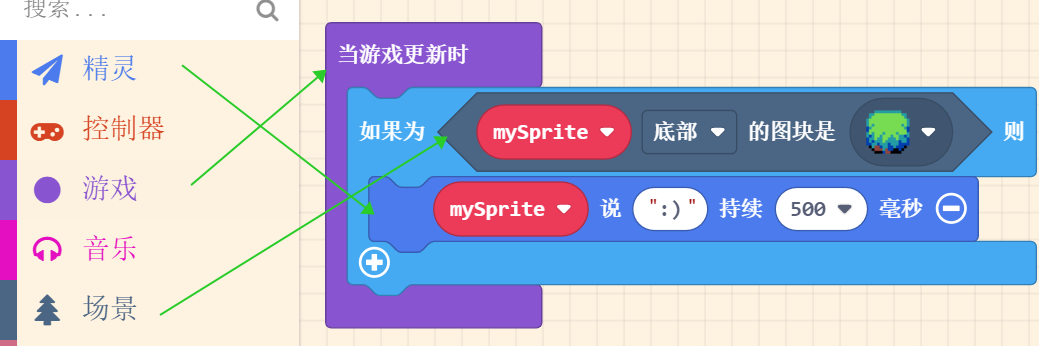 搜索...
精灵
控制器
游戏
音乐
场景
当游戏更新时
如果为 mySprite 底部 的图块是 则
mySprite 说 ":)" 持续 500 毫秒